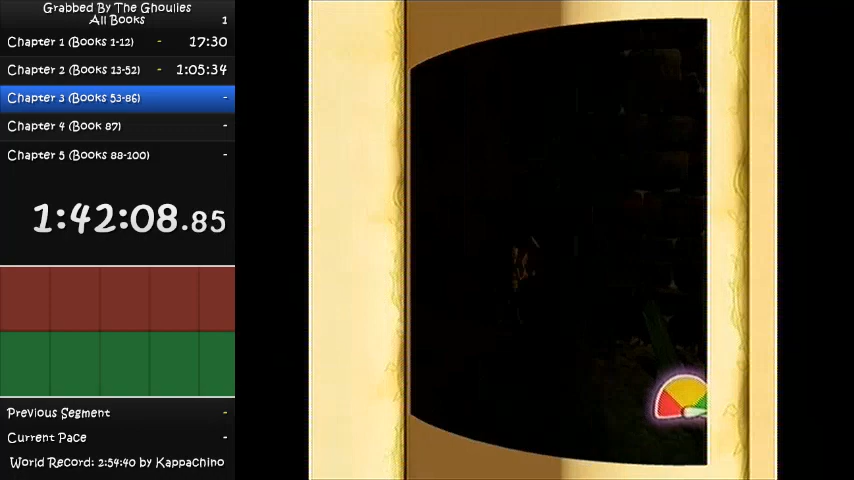 Grabbed By The Ghoulies
All Books 1
Chapter 1 (Books 1-12) - 17:30
Chapter 2 (Books 13-52) - 1:05:34
Chapter 3 (Books 53-86) -
Chapter 4 (Book 87) -
Chapter 5 (Books 88-100) -
1:42:08.85
Previous Segment -
Current Pace -
World Record: 2:54:40 by Kappachino